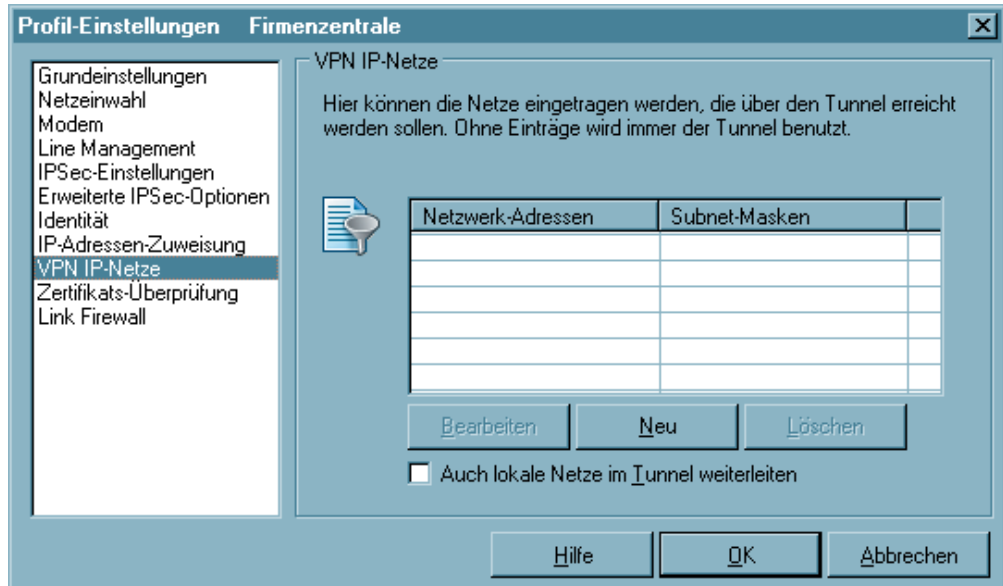 Profil-Einstellungen Firmenzentrale
Grundeinstellungen
Netzeinwahl
Modem
Line Management
IPSec-Einstellungen
Erweiterte IPSec-Optionen
Identität
IP-Adressen-Zuweisung
VPN IP-Netze
Zertifikats-Überprüfung
Link Firewall
VPN IP-Netze
Hier können die Netze eingetragen werden, die über den Tunnel erreicht
werden sollen. Ohne Einträge wird immer der Tunnel benutzt.
Netzwerk-Adressen Subnet-Masken
Bearbeiten Neu Löschen
Auch lokale Netze im Tunnel weiterleiten
Hilfe OK Abbrechen